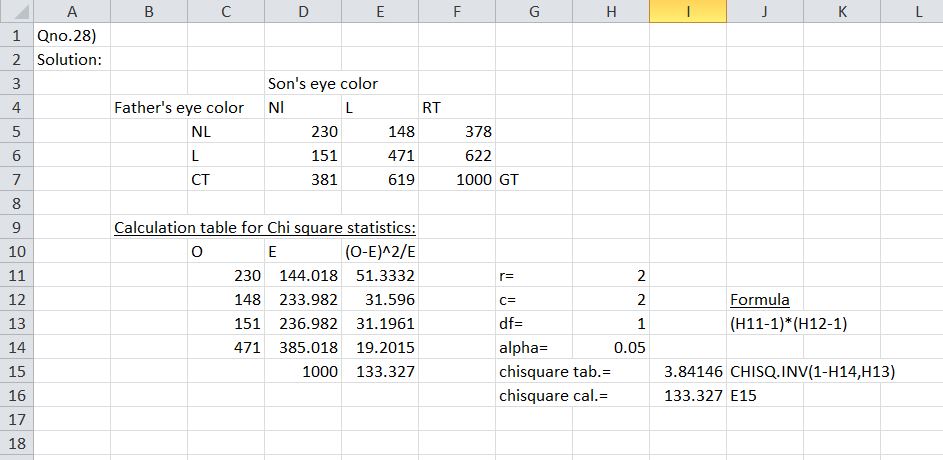 A B C D E F G H I J K L
1 Qno.28)
2 Solution:
3 Son's eye color
4 Father's eye color Nl L RT
5 NL 230 148 378
6 L 151 471 622
7 CT 381 619 1000 GT
8
9 Calculation table for Chi square statistics:
10 O E (O-E)^2/E
11 230 144.018 51.3332 r= 2
12 148 233.982 31.596 c= 2 Formula
13 151 236.982 31.1961 df= 1 (H11-1)*(H12-1)
14 471 385.018 19.2015 alpha= 0.05
15 1000 133.327 chisquare tab.= 3.84146 CHISQ.INV(1-H14,H13)
16 chisquare cal.= 133.327 E15
17
18